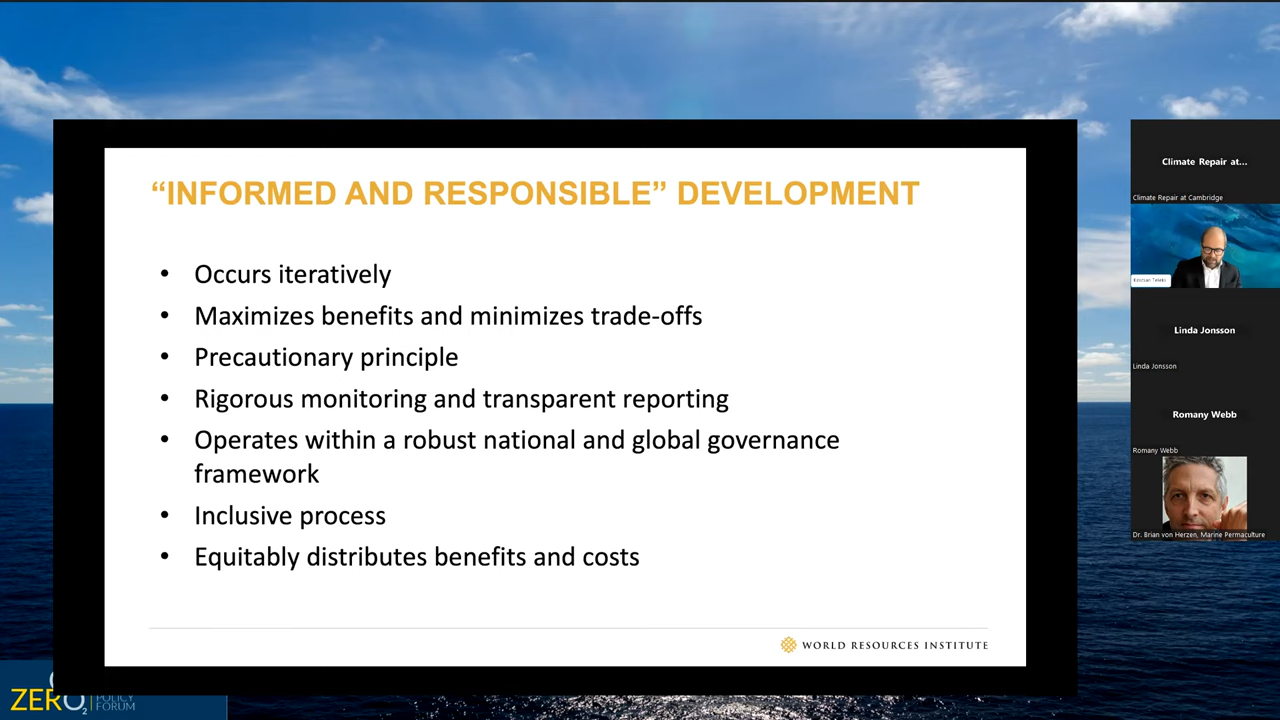 “INFORMED AND RESPONSIBLE” DEVELOPMENT
• Occurs iteratively
• Maximizes benefits and minimizes trade-offs
• Precautionary principle
• Rigorous monitoring and transparent reporting
• Operates within a robust national and global governance
framework
• Inclusive process
• Equitably distributes benefits and costs
WORLD RESOURCES INSTITUTE
Climate Repair at...
Climate Repair at Cambridge
Linda Jonsson
Linda Jonsson
Romany Webb
Romany Webb
Dr. Brian von Herzen, Marine Permaculture
ZERO₂
POLICY
FORUM